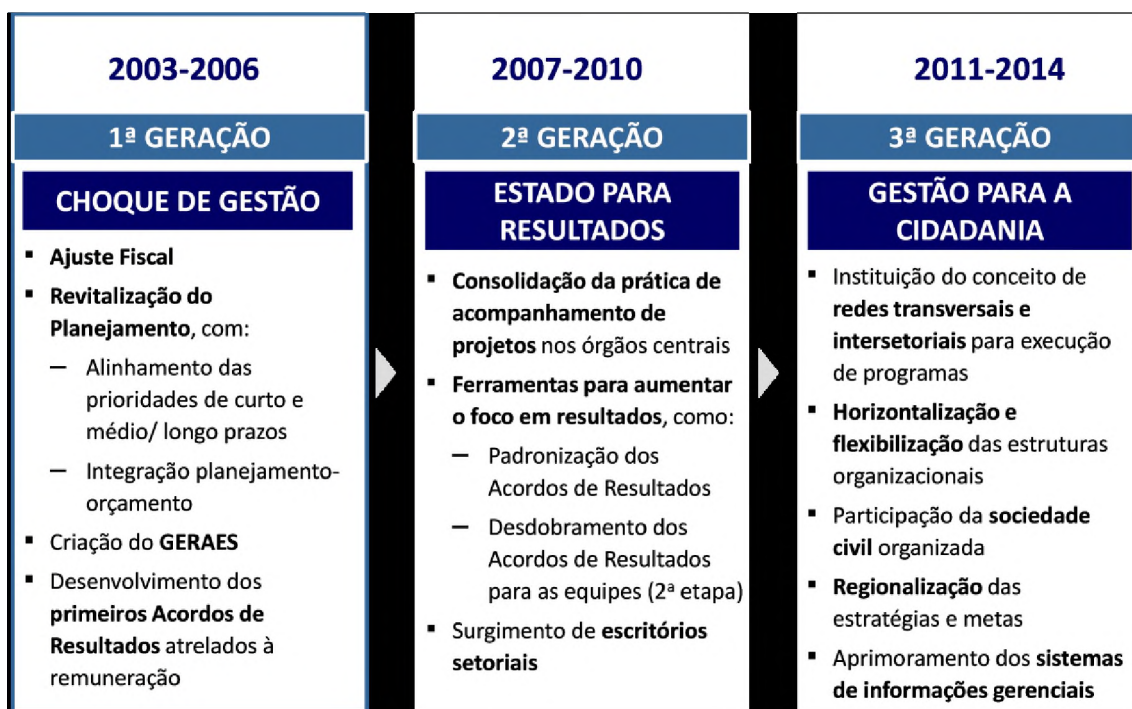 2003-2006
1ª GERAÇÃO
CHOQUE DE GESTÃO
▪ Ajuste Fiscal
▪ Revitalização do
Planejamento, com:
— Alinhamento das
prioridades de curto e
médio/ longo prazos
— Integração planejamento-
orçamento
▪ Criação do GERAES
▪ Desenvolvimento dos
primeiros Acordos de
Resultados atrelados à
remuneração
2007-2010
2ª GERAÇÃO
ESTADO PARA
RESULTADOS
▪ Consolidação da prática de
acompanhamento de
projetos nos órgãos centrais
▪ Ferramentas para aumentar
o foco em resultados, como:
— Padronização dos
Acordos de Resultados
— Desdobramento dos
Acordos de Resultados
para as equipes (2ª etapa)
▪ Surgimento de escritórios
setoriais
2011-2014
3ª GERAÇÃO
GESTÃO PARA A
CIDADANIA
▪ Instituição do conceito de
redes transversais e
intersetoriais para execução
de programas
▪ Horizontalização e
flexibilização das estruturas
organizacionais
▪ Participação da sociedade
civil organizada
▪ Regionalização das
estratégias e metas
▪ Aprimoramento dos sistemas
de informações gerenciais